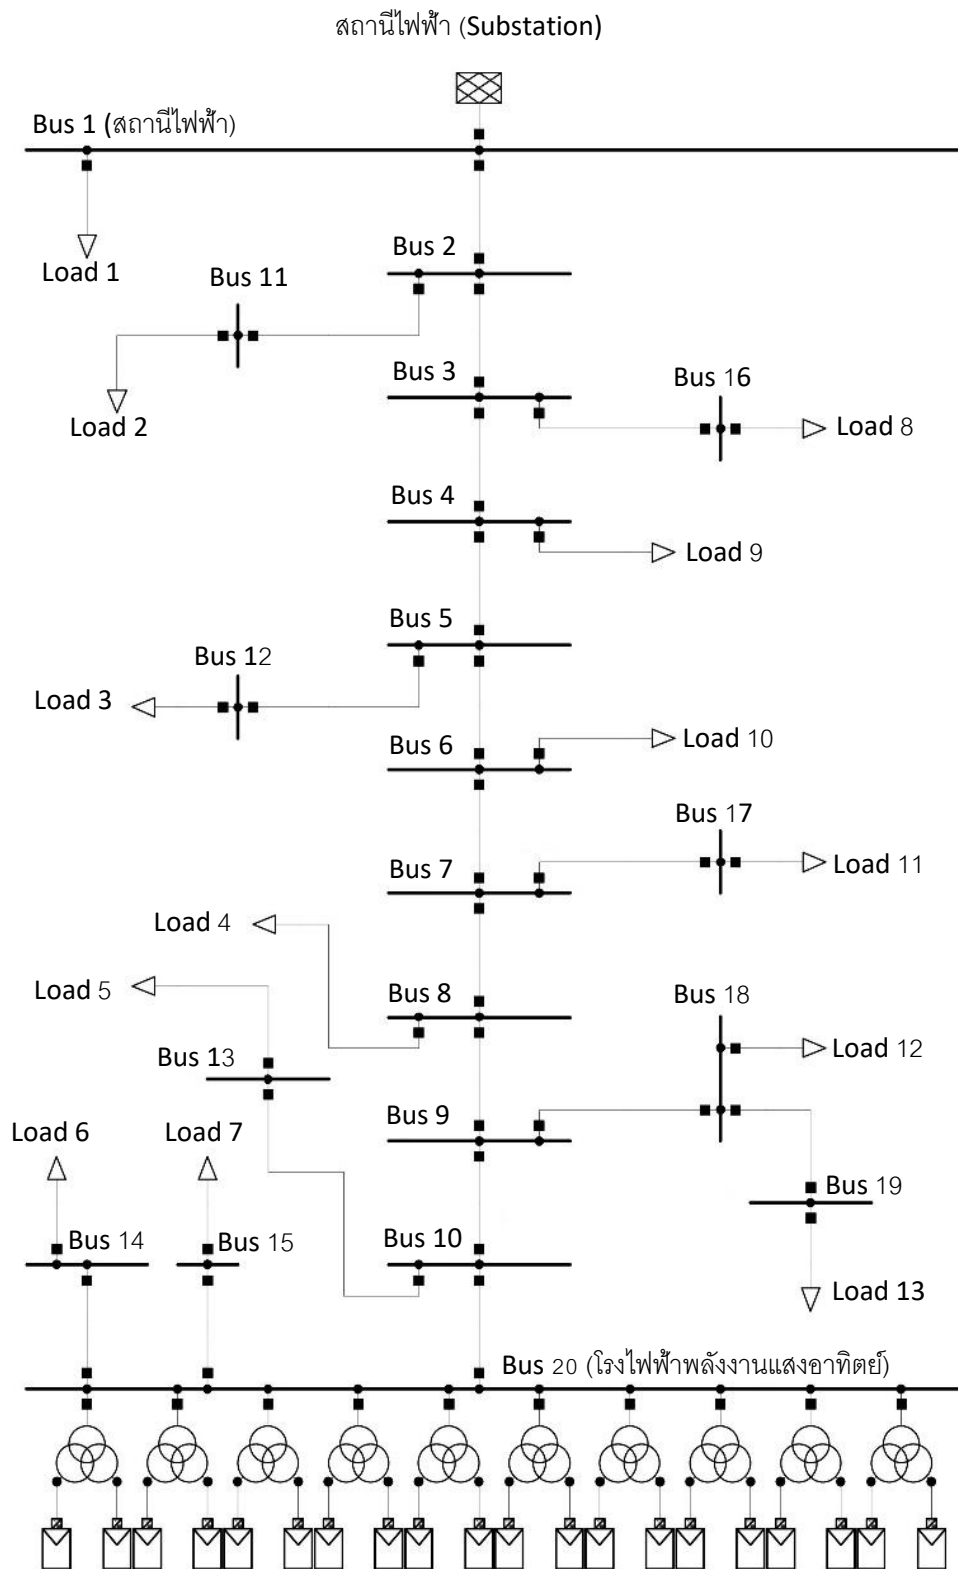 สถานีไฟฟ้า (Substation)
Bus 1 (สถานีไฟฟ้า)
Load 1
Bus 2
Bus 11
Load 2
Bus 3
Bus 16
Load 8
Bus 4
Load 9
Bus 5
Bus 12
Load 3
Bus 6
Load 10
Bus 17
Bus 7
Load 11
Load 4
Load 5
Bus 8
Bus 18
Load 12
Bus 13
Bus 9
Load 6
Load 7
Bus 19
Bus 14
Bus 15
Bus 10
Load 13
Bus 20 (โรงไฟฟ้าพลังงานแสงอาทิตย์)